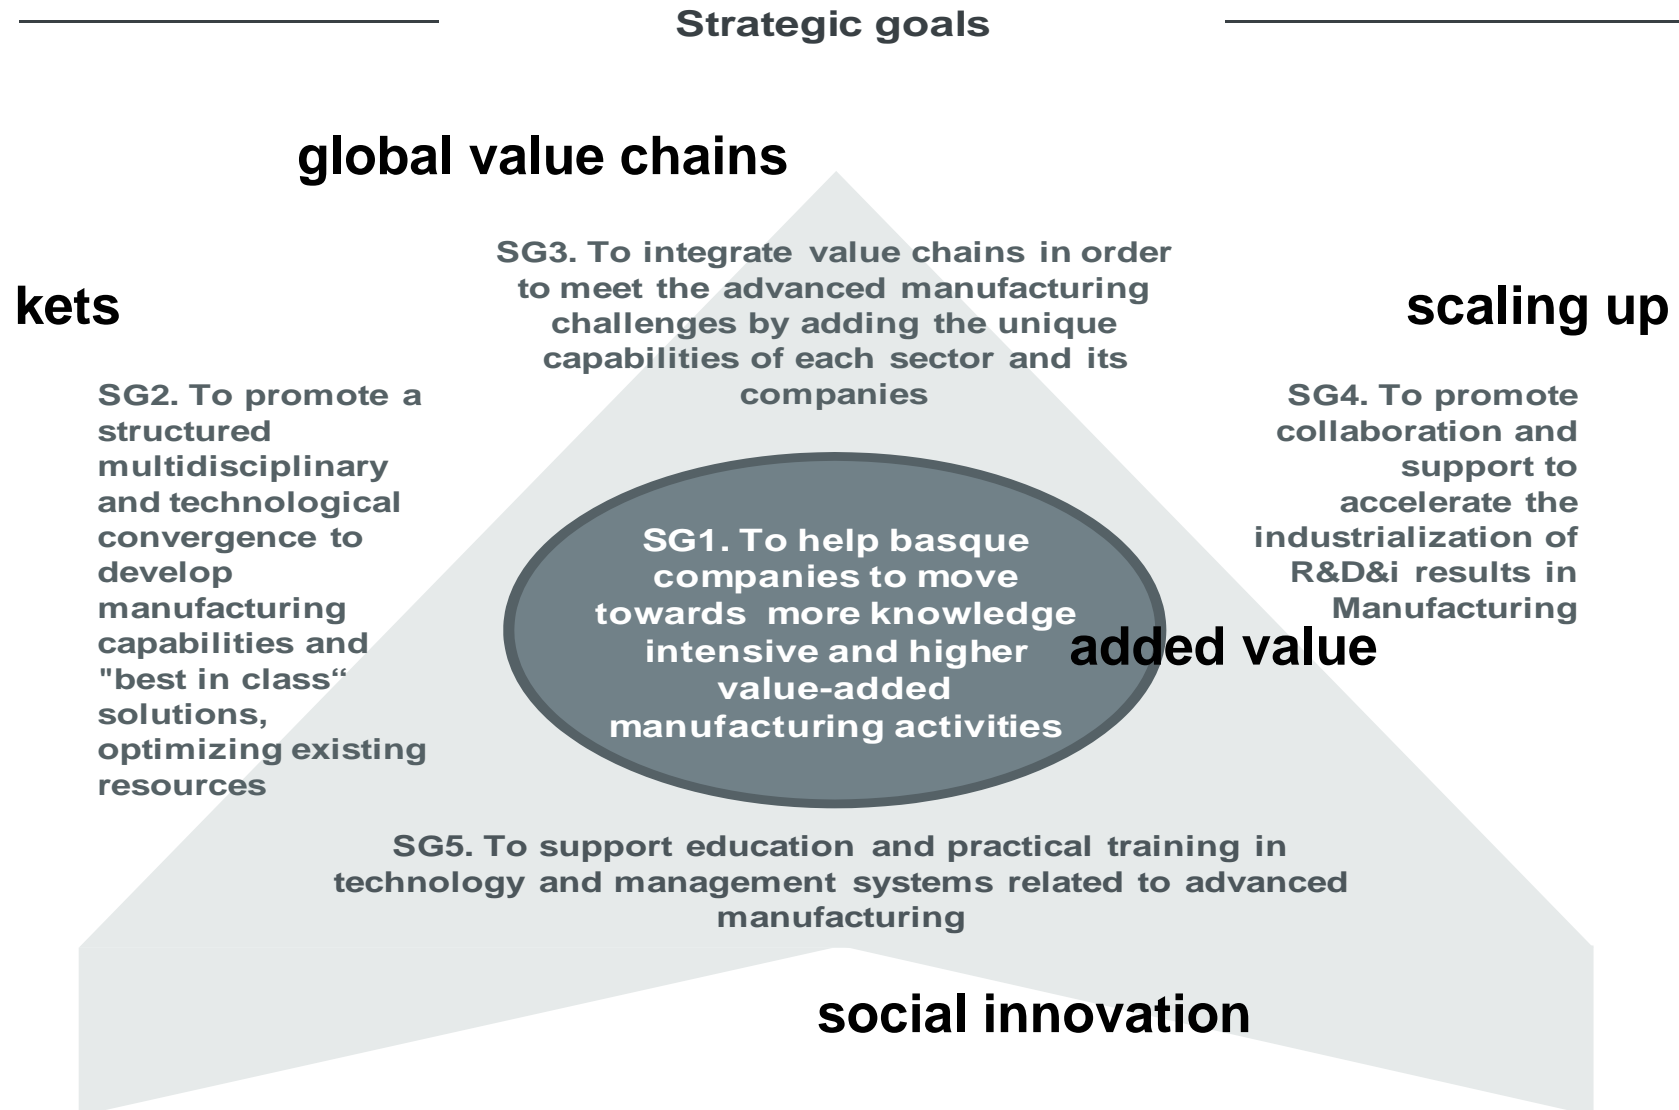 Strategic goals
global value chains
SG3. To integrate value chains in order
to meet the advanced manufacturing
challenges by adding the unique
capabilities of each sector and its
companies
kets
SG2. To promote a
structured
multidisciplinary
and technological
convergence to
develop
manufacturing
capabilities and
"best in class“
solutions,
optimizing existing
resources
scaling up
SG4. To promote
collaboration and
support to
accelerate the
industrialization of
R&D&i results in
Manufacturing
SG1. To help basque
companies to move
towards more knowledge
intensive and higher
value-added
manufacturing activities
added value
SG5. To support education and practical training in
technology and management systems related to advanced
manufacturing
social innovation